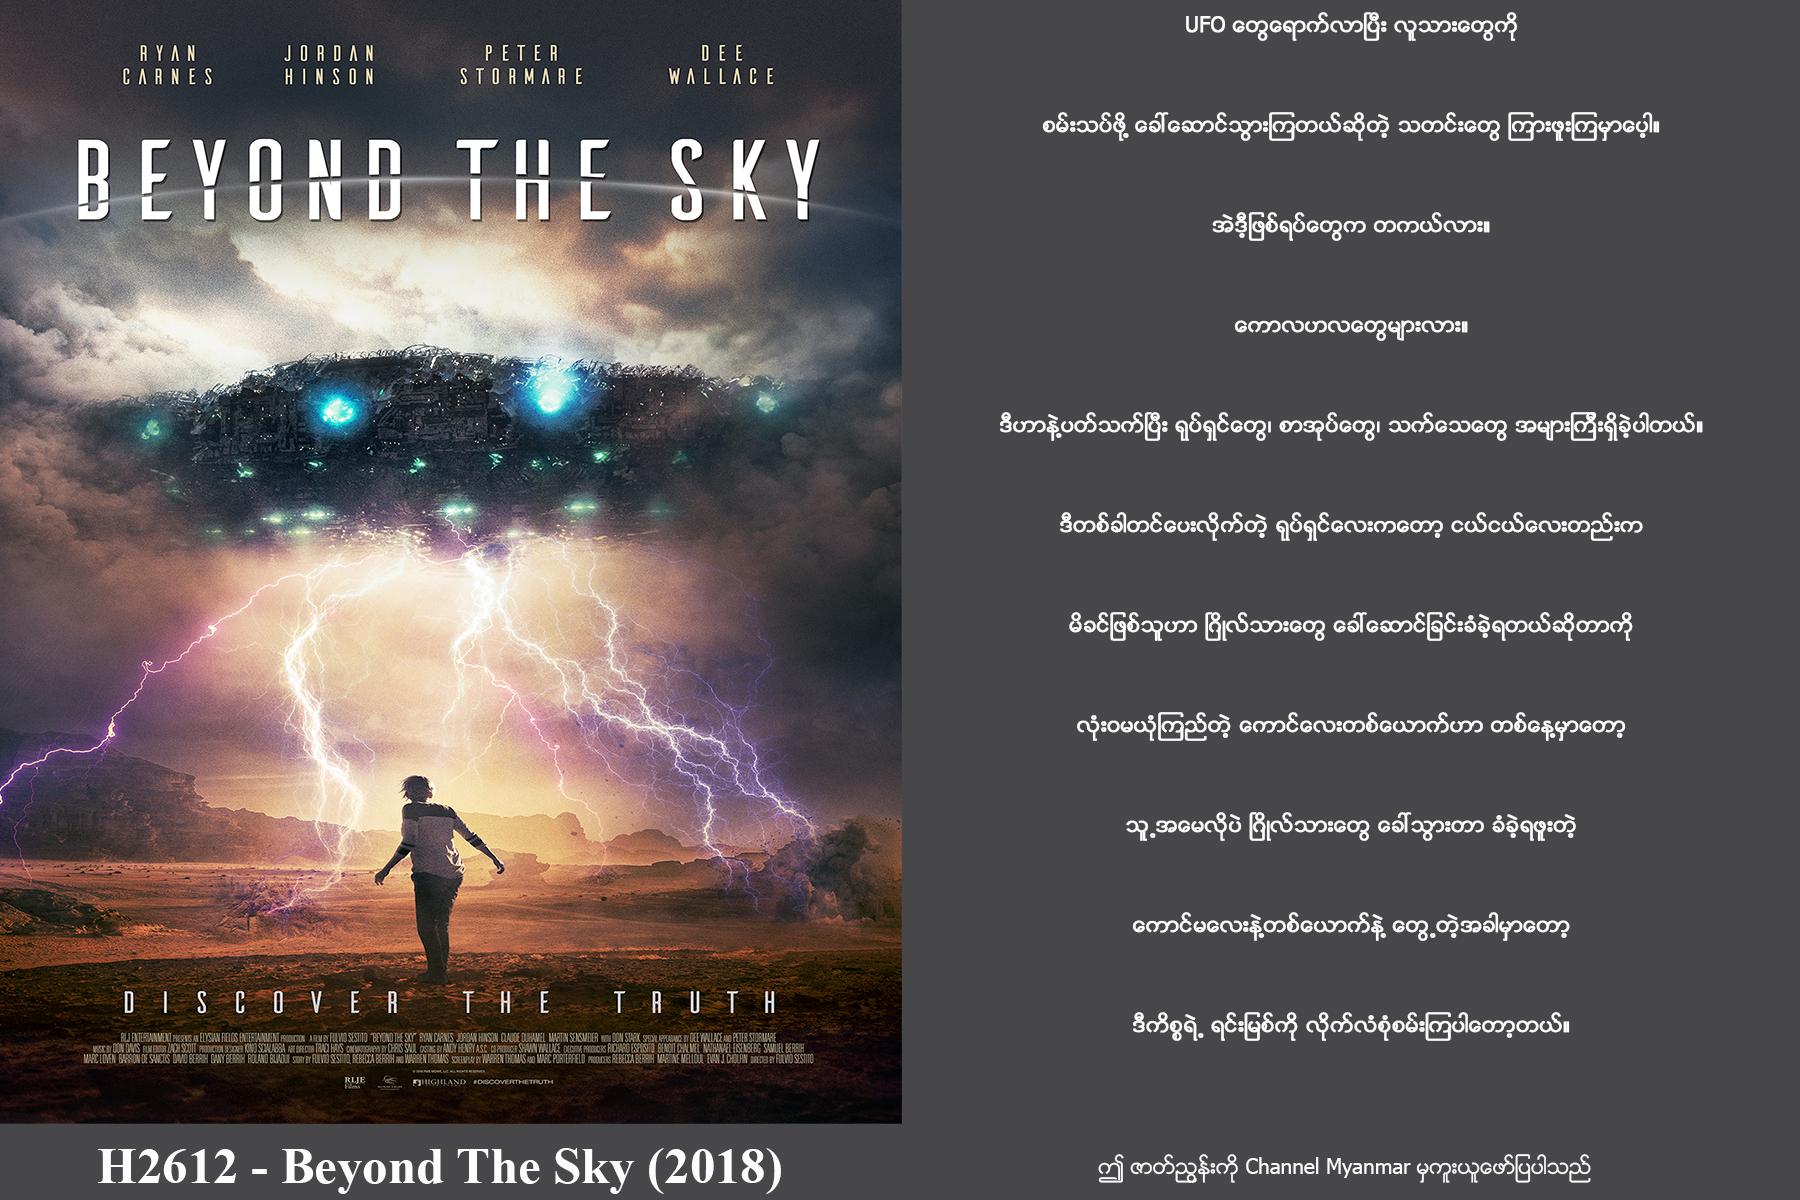 RYAN CARNES
JORDAN HINSON
PETER STORMARE
DEE WALLACE
BEYOND THE SKY
DISCOVER THE TRUTH
RLJE Films
HIGHLAND
#DISCOVERTHETRUTH
H2612 - Beyond The Sky (2018)
UFO တွေရောက်လာပြီး လူသားတွေကို
စမ်းသပ်ဖို့ ခေါ်ဆောင်သွားကြတယ်ဆိုတဲ့ သတင်းတွေ ကြားဖူးကြမှာပေ့ါ။
အဲဒီ့ဖြစ်ရပ်တွေက တကယ်လား။
ကောလဟလတွေများလား။
ဒီဟာနဲ့ပတ်သက်ပြီး ရုပ်ရှင်တွေ၊ စာအုပ်တွေ၊ သက်သေတွေ အများကြီးရှိခဲ့ပါတယ်။
ဒီတစ်ခါတင်ပေးလိုက်တဲ့ ရုပ်ရှင်လေးကတော့ ငယ်ငယ်လေးတည်းက
မိခင်ဖြစ်သူဟာ ဂြိုလ်သားတွေ ခေါ်ဆောင်ခြင်းခံခဲ့ရတယ်ဆိုတာကို
လုံးဝမယုံကြည်တဲ့ ကောင်လေးတစ်ယောက်ဟာ တစ်နေ့မှာတော့
သူ့အမေလိုပဲ ဂြိုလ်သားတွေ ခေါ်သွားတာ ခံခဲ့ရဖူးတဲ့
ကောင်မလေးနဲ့တစ်ယောက်နဲ့ တွေ့တဲ့အခါမှာတော့
ဒီကိစ္စရဲ့ ရင်းမြစ်ကို လိုက်လံစုံစမ်းကြပါတော့တယ်။
ဤ ဇာတ်ညွှန်းကို Channel Myanmar မှကူးယူဖော်ပြပါသည်